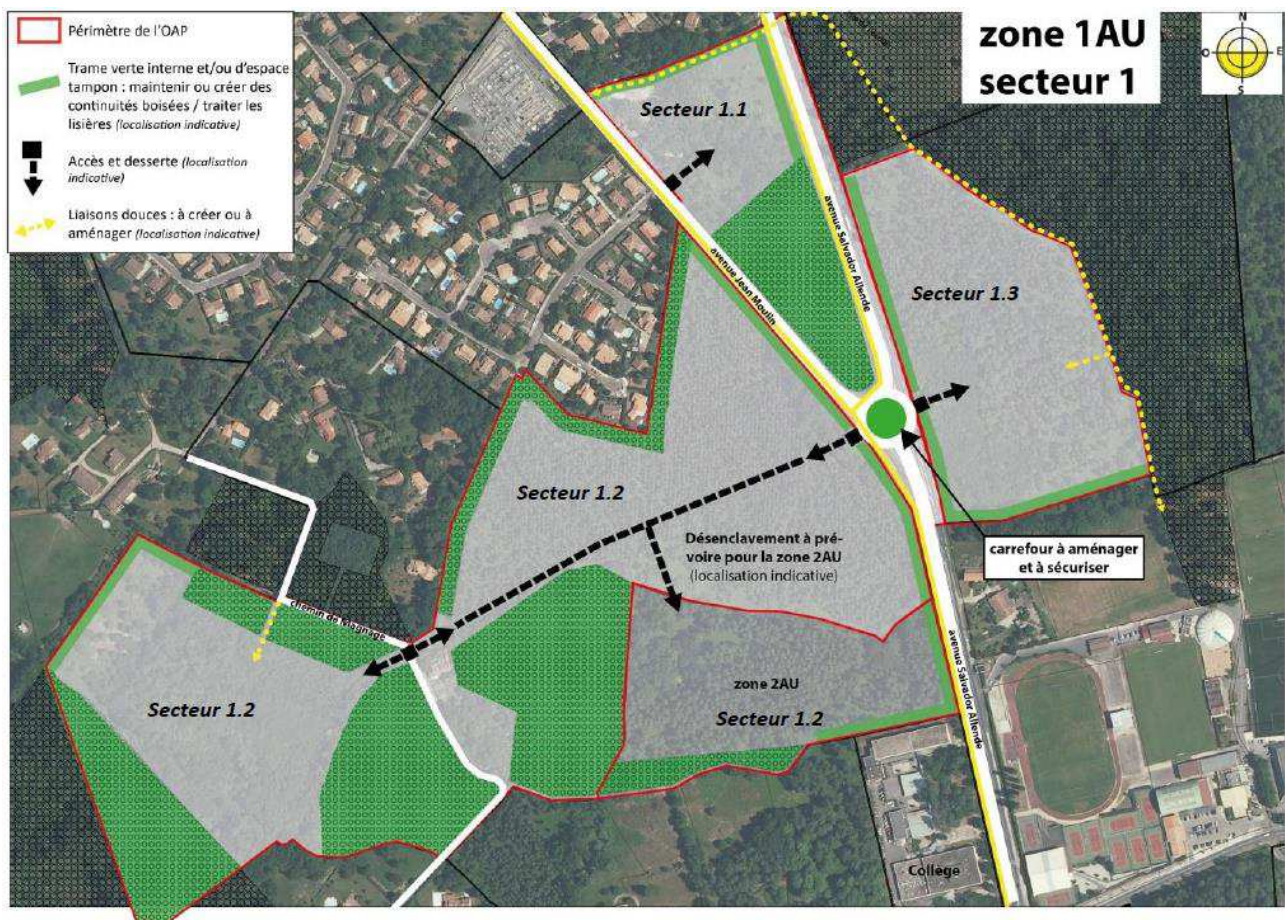 Périmètre de l'OAP
Trame verte interne et/ou d'espace
tampon : maintenir ou créer des
continuités boisées / traiter les
lisières (localisation indicative)
Accès et desserte (localisation
indicative)
Liaisons douces : à créer ou à
aménager (localisation indicative)
zone 1AU
secteur 1
N
O
E
S
Secteur 1.1
avenue Salvador Allende
avenue Jean Moulin
Secteur 1.3
Secteur 1.2
Désenclavement à pré-
voire pour la zone 2AU
(localisation indicative)
carrefour à aménager
et à sécuriser
chemin de Magnage
Secteur 1.2
zone 2AU
Secteur 1.2
avenue Salvador Allende
Collège